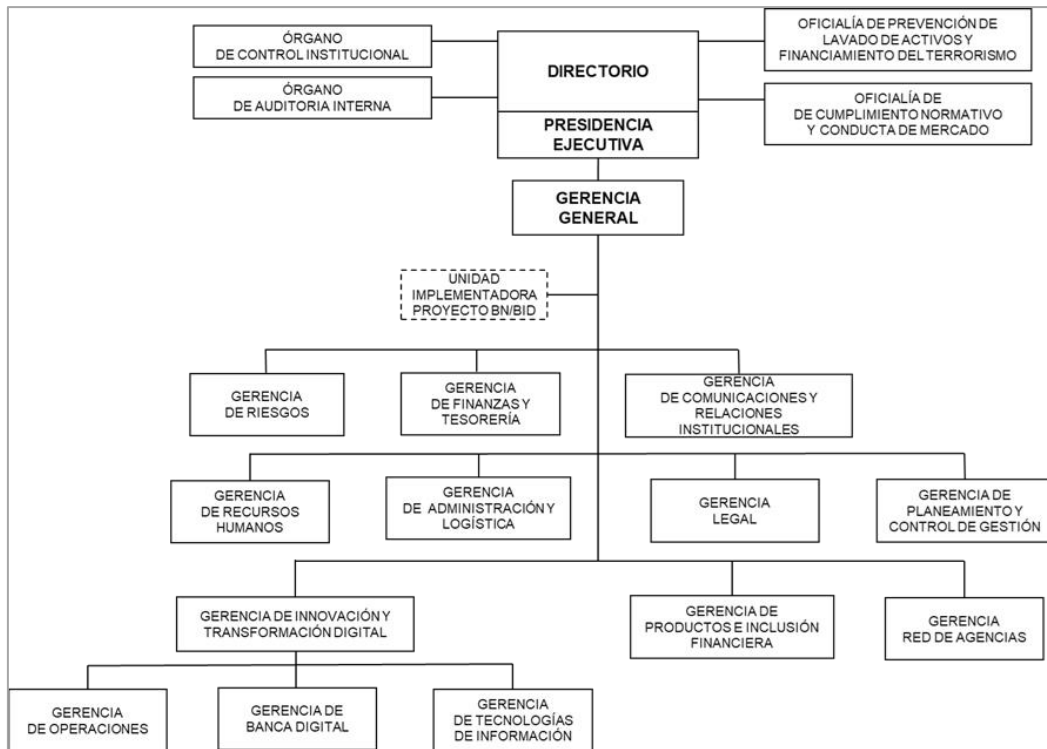 ÓRGANO
DE CONTROL INSTITUCIONAL
ÓRGANO
DE AUDITORIA INTERNA
DIRECTORIO
PRESIDENCIA
EJECUTIVA
OFICIALÍA DE PREVENCIÓN DE
LAVADO DE ACTIVOS Y
FINANCIAMIENTO DEL TERRORISMO
OFICIALÍA DE
DE CUMPLIMIENTO NORMATIVO
Y CONDUCTA DE MERCADO
GERENCIA
GENERAL
UNIDAD
IMPLEMENTADORA
PROYECTO BN/BID
GERENCIA
DE RIESGOS
GERENCIA
DE FINANZAS Y
TESORERÍA
GERENCIA
DE COMUNICACIONES Y
RELACIONES
INSTITUCIONALES
GERENCIA
DE RECURSOS
HUMANOS
GERENCIA
DE ADMINISTRACIÓN Y
LOGÍSTICA
GERENCIA
LEGAL
GERENCIA DE
PLANEAMIENTO Y
CONTROL DE GESTIÓN
GERENCIA DE INNOVACIÓN Y
TRANSFORMACIÓN DIGITAL
GERENCIA DE
PRODUCTOS E INCLUSIÓN
FINANCIERA
GERENCIA
RED DE AGENCIAS
GERENCIA
DE OPERACIONES
GERENCIA DE
BANCA DIGITAL
GERENCIA
DE TECNOLOGÍAS
DE INFORMACIÓN